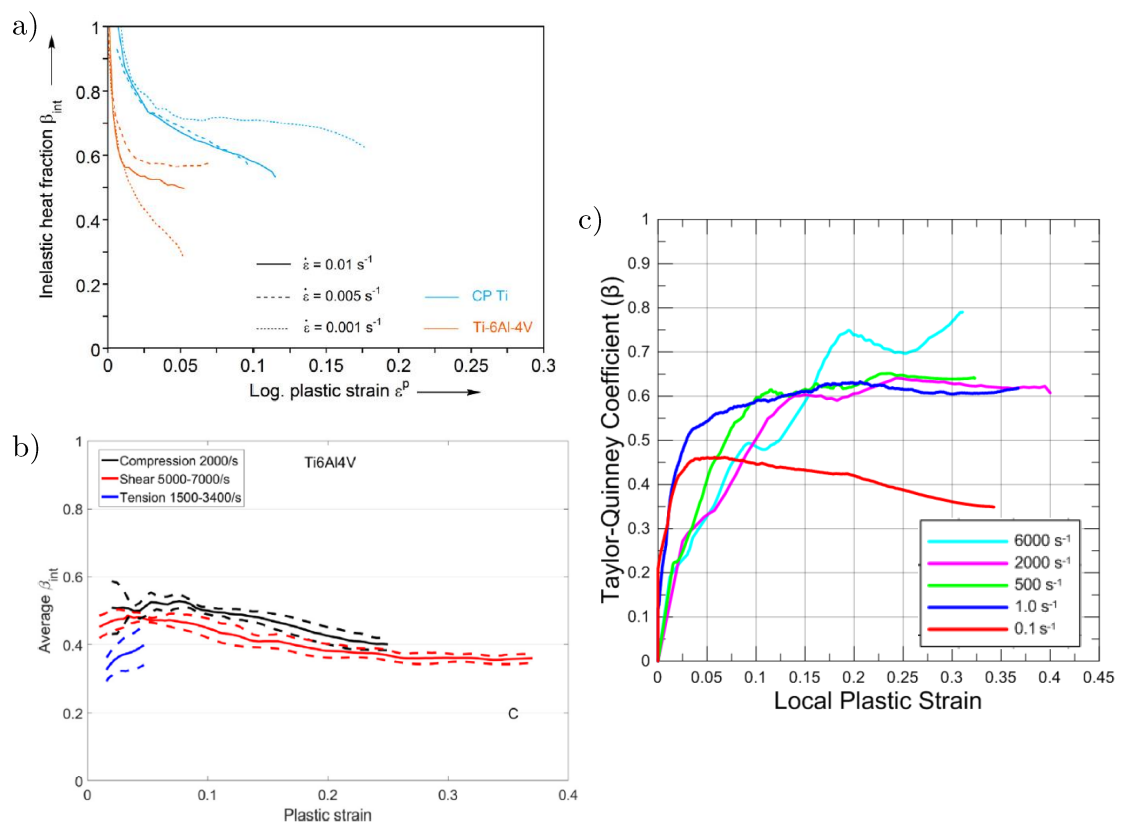 a)
Inelastic heat fraction βint
1
0.8
0.6
0.4
0.2
0
0
0.05
0.1
0.15
0.2
0.25
0.3
ε̇ = 0.01 s-1
ε̇ = 0.005 s-1
ε̇ = 0.001 s-1
CP Ti
Ti-6Al-4V
Log. plastic strain εp
b)
Average βint
1
0.8
0.6
0.4
0.2
0
0
0.1
0.2
0.3
0.4
Compression 2000/s
Shear 5000-7000/s
Tension 1500-3400/s
Ti6Al4V
C
Plastic strain
c)
Taylor-Quinney Coefficient (β)
1
0.9
0.8
0.7
0.6
0.5
0.4
0.3
0.2
0.1
0
0
0.05
0.10
0.15
0.20
0.25
0.30
0.35
0.4
0.45
6000 s-1
2000 s-1
500 s-1
1.0 s-1
0.1 s-1
Local Plastic Strain